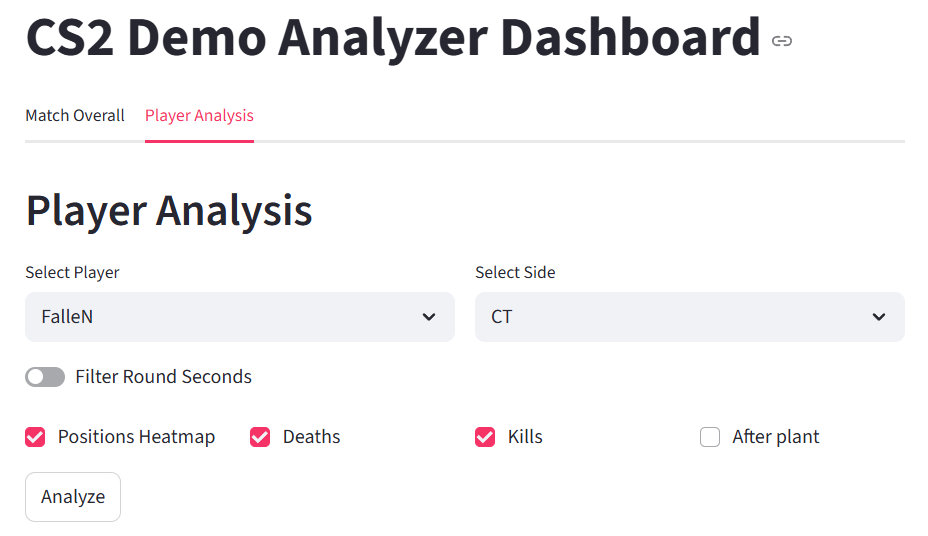 CS2 Demo Analyzer Dashboard
Match Overall Player Analysis
Player Analysis
Select Player Select Side
FalleN CT
Filter Round Seconds
Positions Heatmap Deaths Kills After plant
Analyze